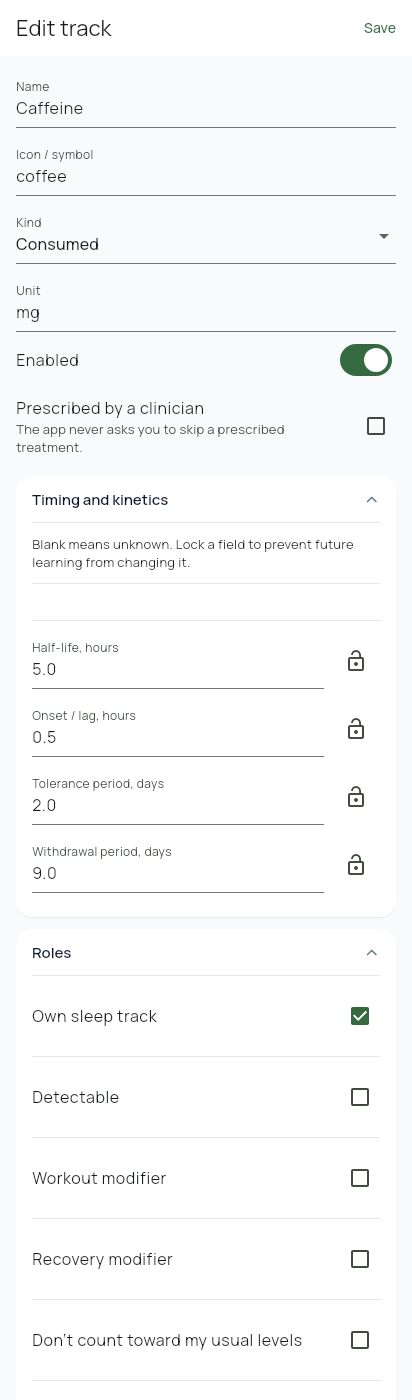 Edit track
Save
Name
Caffeine
Icon / symbol
coffee
Kind
Consumed
Unit
mg
Enabled
Prescribed by a clinician
The app never asks you to skip a prescribed
treatment.
Timing and kinetics
Blank means unknown. Lock a field to prevent future
learning from changing it.
Half-life, hours
5.0
Onset / lag, hours
0.5
Tolerance period, days
2.0
Withdrawal period, days
9.0
Roles
Own sleep track
Detectable
Workout modifier
Recovery modifier
Don't count toward my usual levels